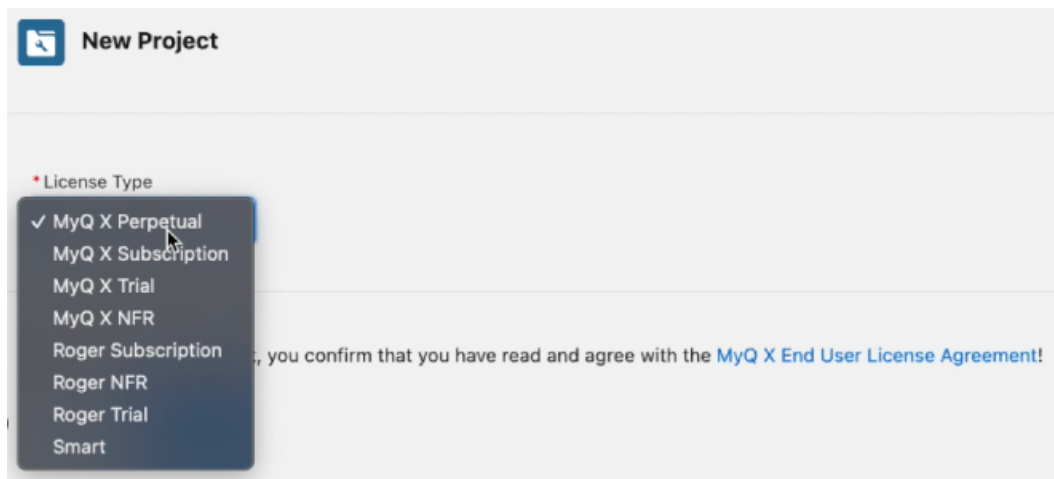 New Project
* License Type
✓ MyQ X Perpetual
MyQ X Subscription
MyQ X Trial
MyQ X NFR
Roger Subscription
, you confirm that you have read and agree with the MyQ X End User License Agreement!
Roger NFR
Roger Trial
Smart